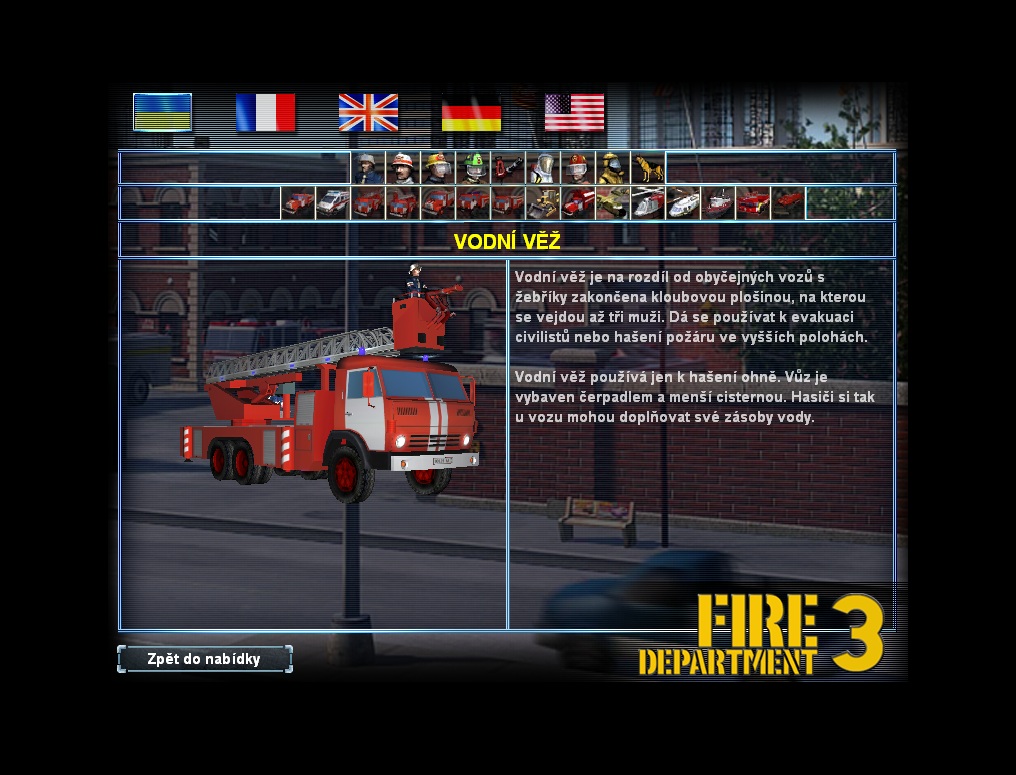 VODNÍ VĚŽ
Vodní věž je na rozdíl od obyčejných vozů s
žebříky zakončena kloubovou plošinou, na kterou
se vejdou až tři muži. Dá se používat k evakuaci
civilistů nebo hašení požáru ve vyšších polohách.
Vodní věž používá jen k hašení ohně. Vůz je
vybaven čerpadlem a menší cisternou. Hasiči si tak
u vozu mohou doplňovat své zásoby vody.
Zpět do nabídky
FIRE
DEPARTMENT
3